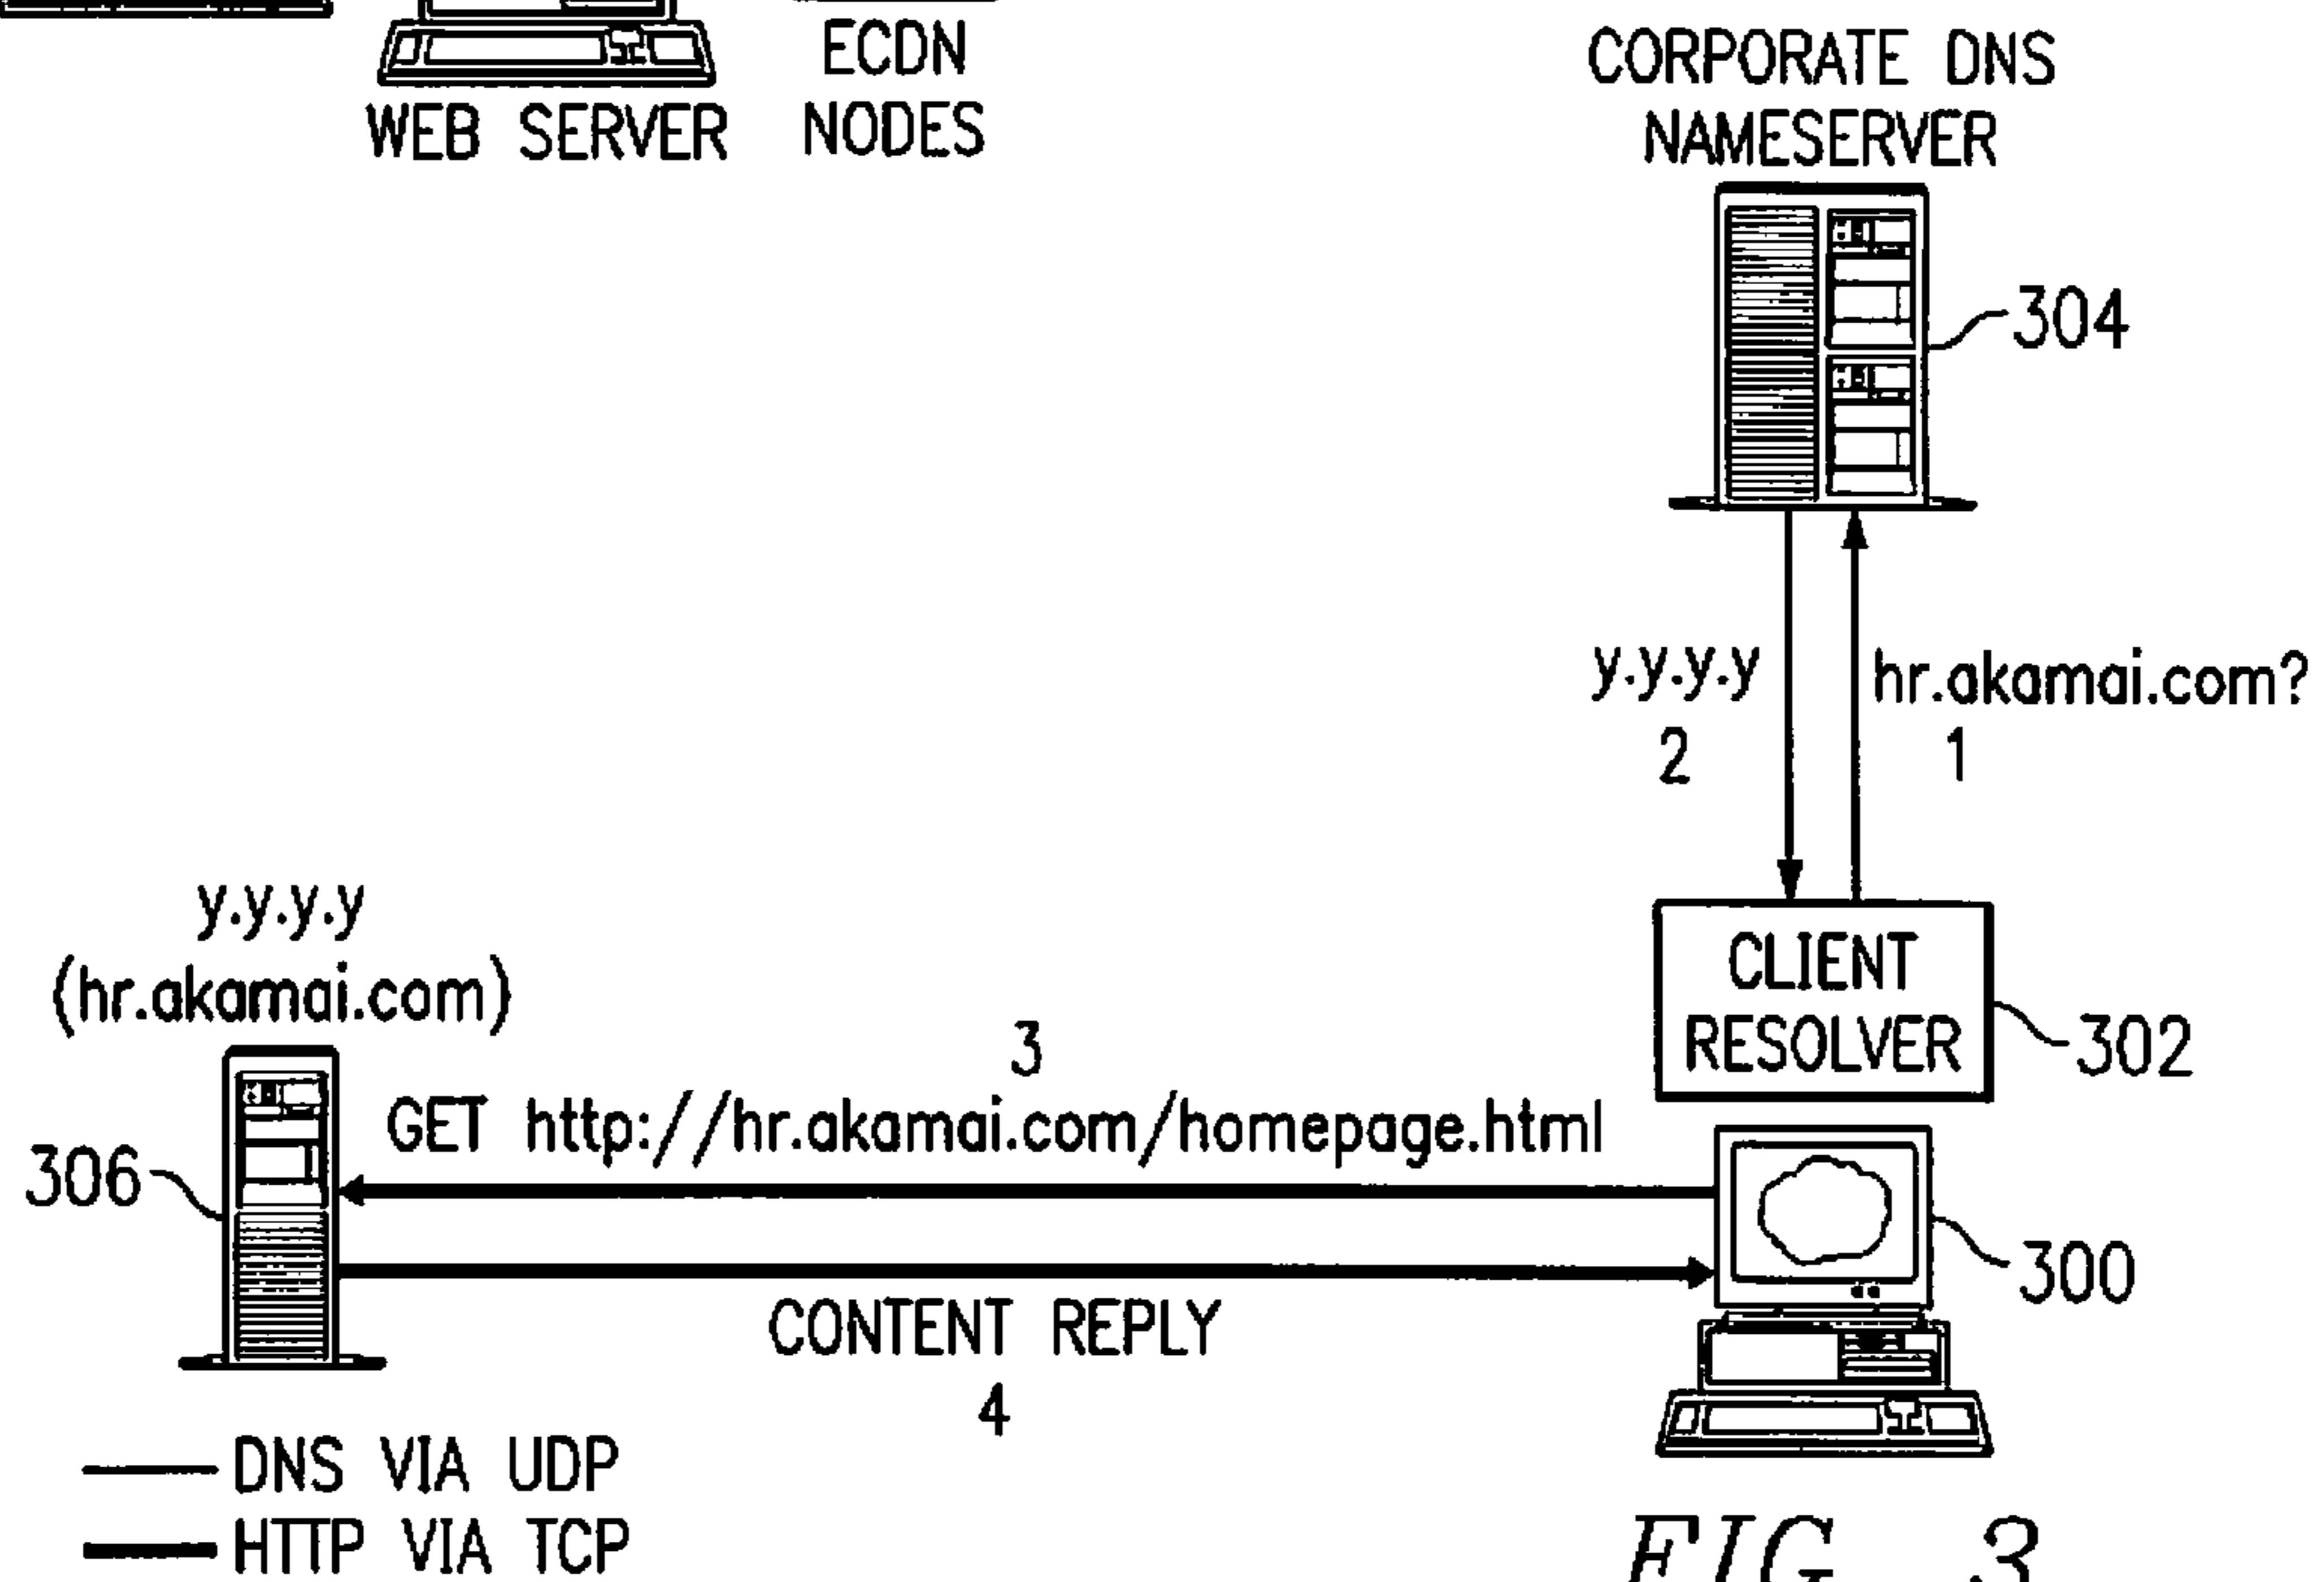 ECDN
NODES
WEB SERVER
CORPORATE DNS
NAMESERVER
304
y.y.y.y
2
hr.akamai.com?
1
CLIENT
RESOLVER
302
y.y.y.y
(hr.akamai.com)
3
GET http://hr.akamai.com/homepage.html
306
300
CONTENT REPLY
4
DNS VIA UDP
HTTP VIA TCP
FIG. 3